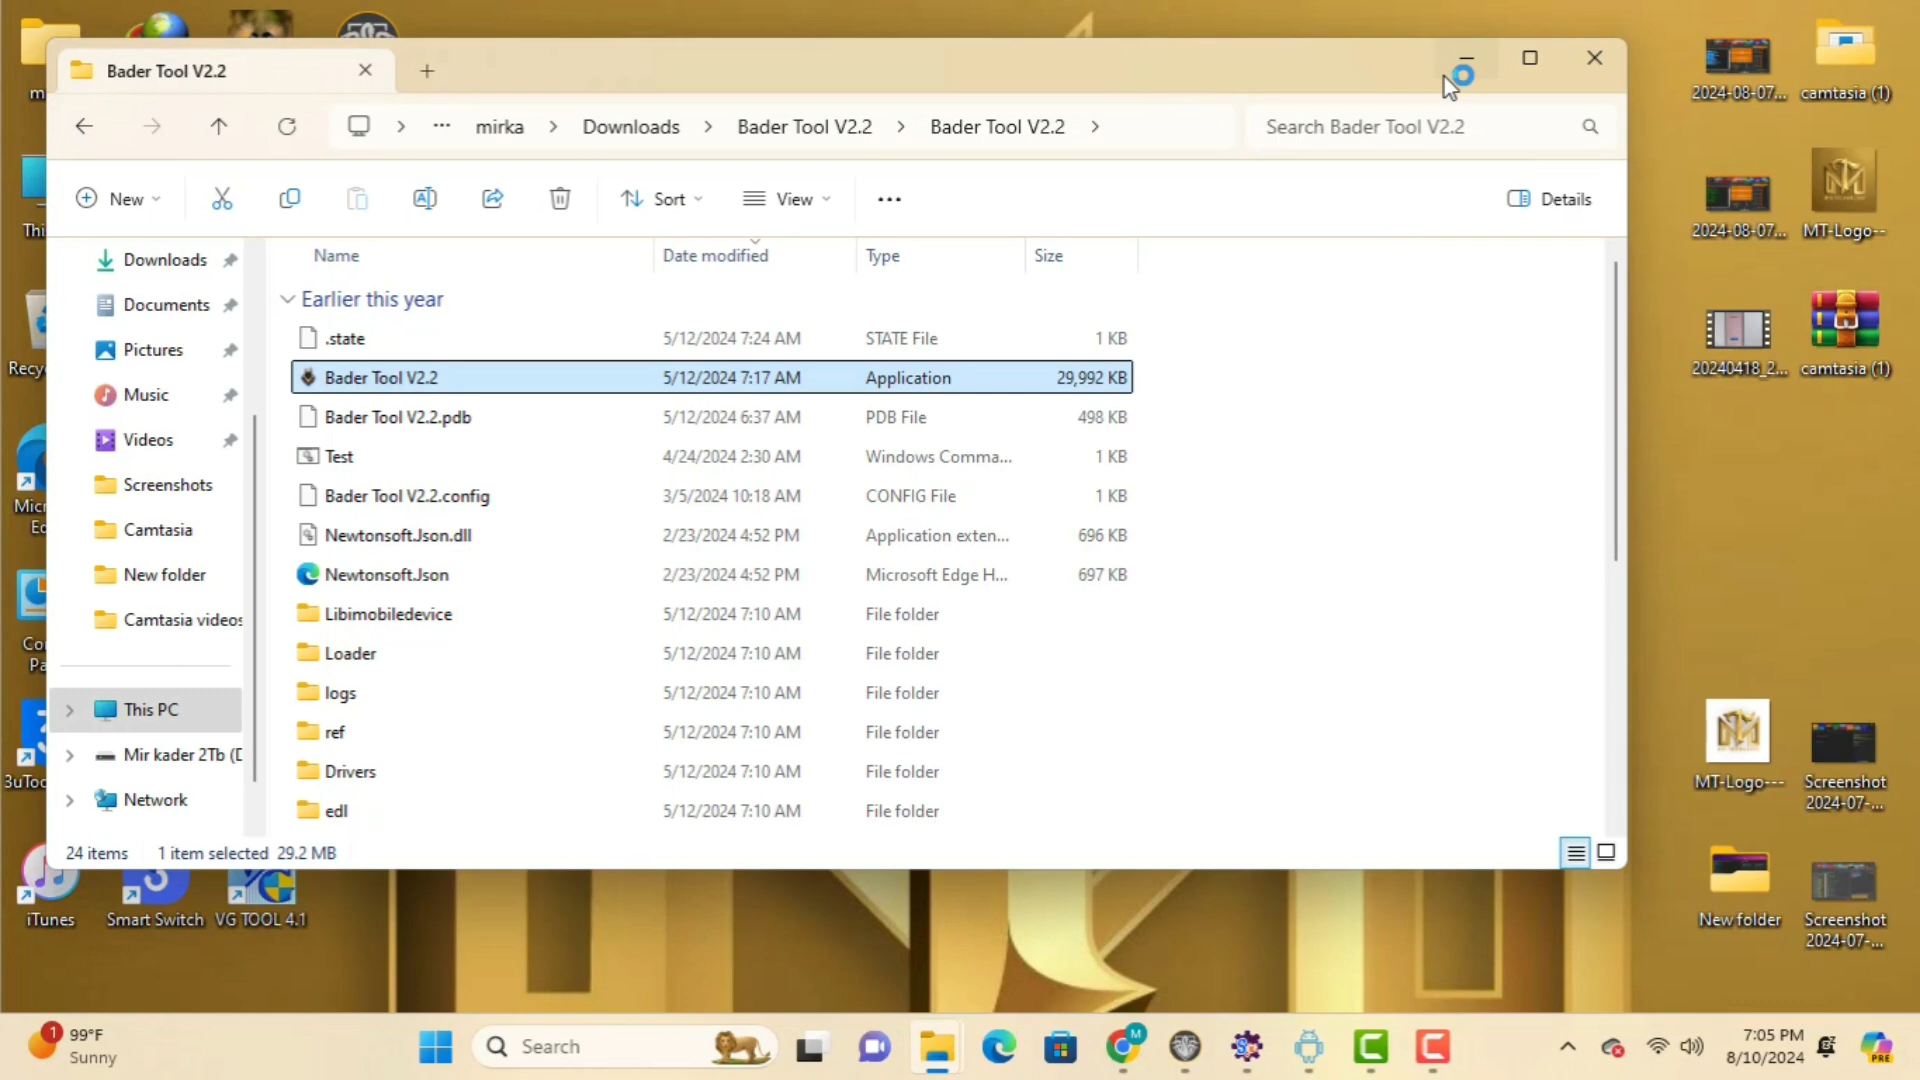 Bader Tool V2.2
mirka
Downloads
Bader Tool V2.2
Bader Tool V2.2
Search Bader Tool V2.2
New
Sort
View
Details
Downloads
Documents
Pictures
Music
Videos
Screenshots
Camtasia
New folder
Camtasia videos
This PC
Mir kader 2Tb (D
Network
Name Date modified Type Size
Earlier this year
.state 5/12/2024 7:24 AM STATE File 1 KB
Bader Tool V2.2 5/12/2024 7:17 AM Application 29,992 KB
Bader Tool V2.2.pdb 5/12/2024 6:37 AM PDB File 498 KB
Test 4/24/2024 2:30 AM Windows Comma... 1 KB
Bader Tool V2.2.config 3/5/2024 10:18 AM CONFIG File 1 KB
Newtonsoft.Json.dll 2/23/2024 4:52 PM Application exten... 696 KB
Newtonsoft.Json 2/23/2024 4:52 PM Microsoft Edge H... 697 KB
Libimobiledevice 5/12/2024 7:10 AM File folder
Loader 5/12/2024 7:10 AM File folder
logs 5/12/2024 7:10 AM File folder
ref 5/12/2024 7:10 AM File folder
Drivers 5/12/2024 7:10 AM File folder
edl 5/12/2024 7:10 AM File folder
24 items 1 item selected 29.2 MB
2024-08-07... camtasia (1)
2024-08-07... MT-Logo--
20240418_2... camtasia (1)
MT-Logo--- Screenshot
2024-07-...
New folder Screenshot
2024-07-...
iTunes Smart Switch VG TOOL 4.1
1
99°F
Sunny
Search
M
7:05 PM
8/10/2024
PRE